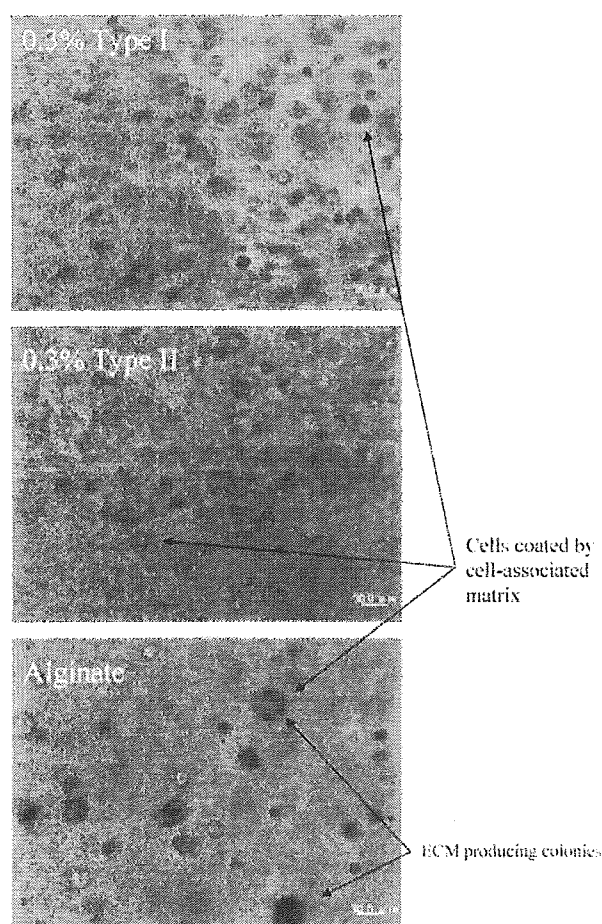 0.3% Type I
0.3% Type II
Cells coated by
cell-associated
matrix
Alginate
ECM producing colonies